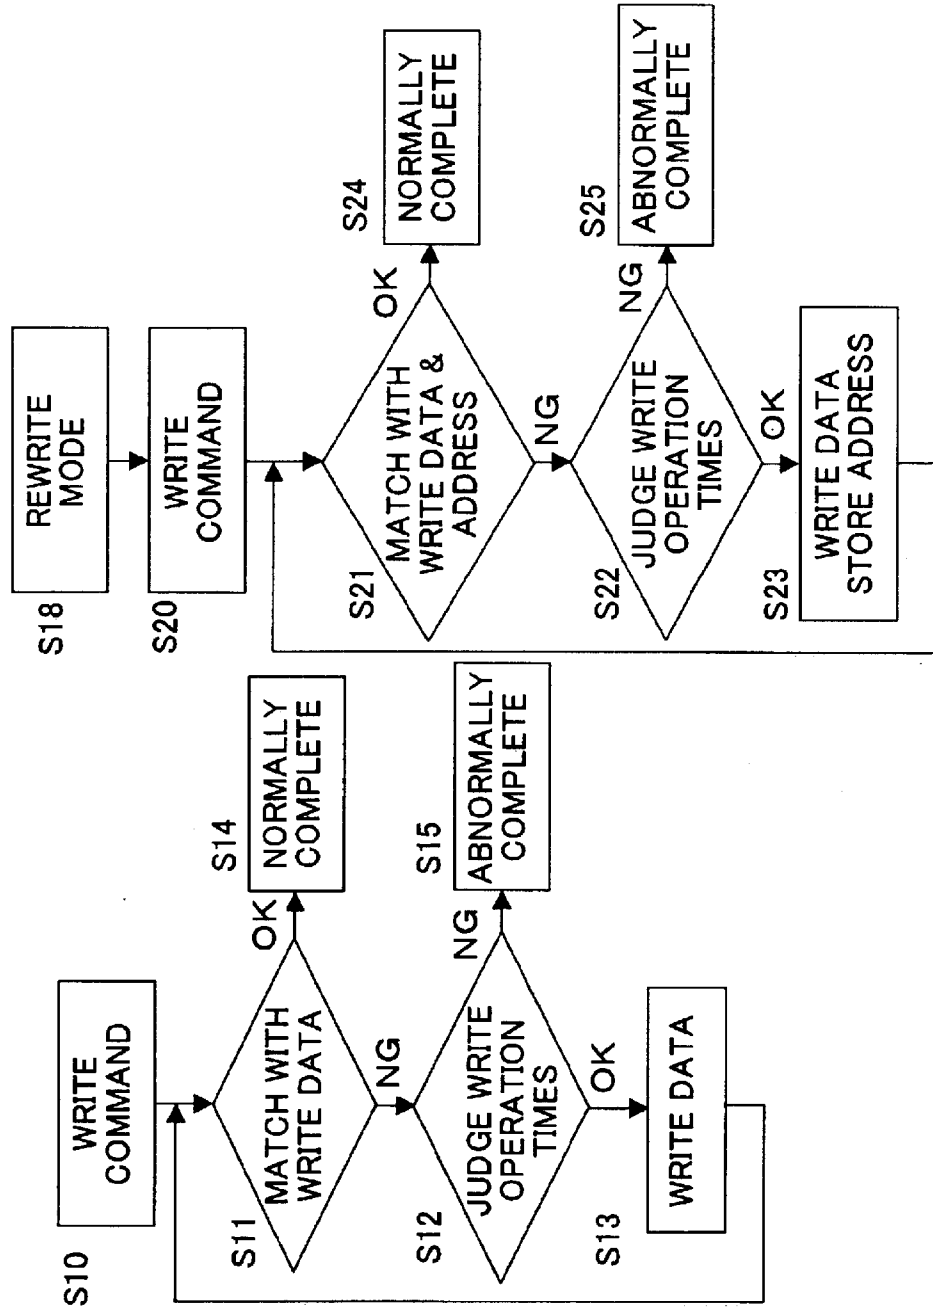 S10
WRITE
COMMAND
S11
MATCH WITH
WRITE DATA
OK
S14
NORMALLY
COMPLETE
NG
S12
JUDGE WRITE
OPERATION
TIMES
NG
S15
ABNORMALLY
COMPLETE
OK
S13
WRITE DATA
S18
REWRITE
MODE
S20
WRITE
COMMAND
S21
MATCH WITH
WRITE DATA &
ADDRESS
OK
S24
NORMALLY
COMPLETE
NG
S22
JUDGE WRITE
OPERATION
TIMES
NG
S25
ABNORMALLY
COMPLETE
OK
S23
WRITE DATA
STORE ADDRESS